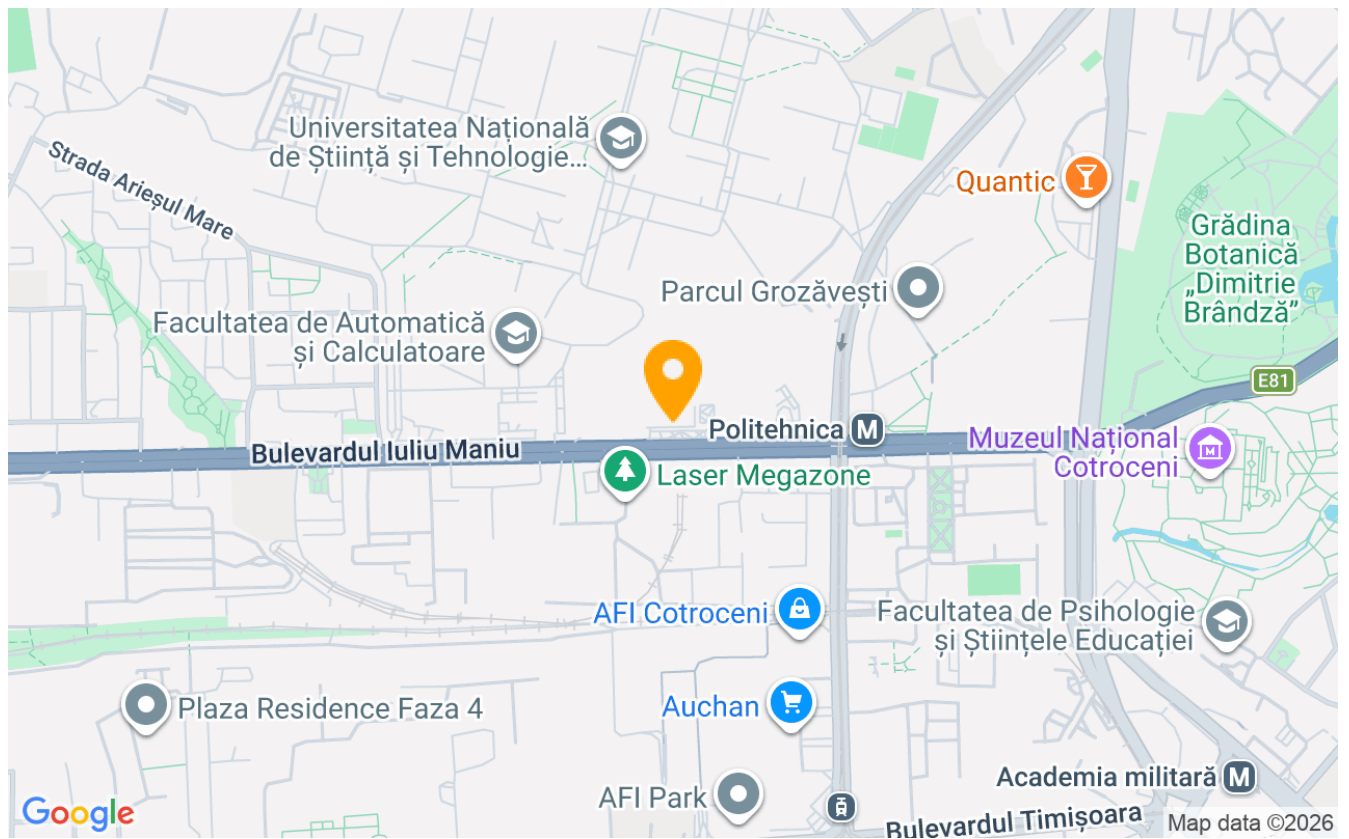 Universitatea Națională
de Știință și Tehnologie...
Strada Arieșul Mare
Quantic
Grădina
Botanică
„Dimitrie
Brândză”
Parcul Grozăvești
Facultatea de Automatică
și Calculatoare
E81
Politehnica M
Bulevardul Iuliu Maniu
Muzeul Național
Cotroceni
M
Laser Megazone
AFI Cotroceni
Facultatea de Psihologie
și Științele Educației
Plaza Residence Faza 4
Auchan
Academia militară M
AFI Park
Bulevardul Timișoara
Google
Map data ©2026